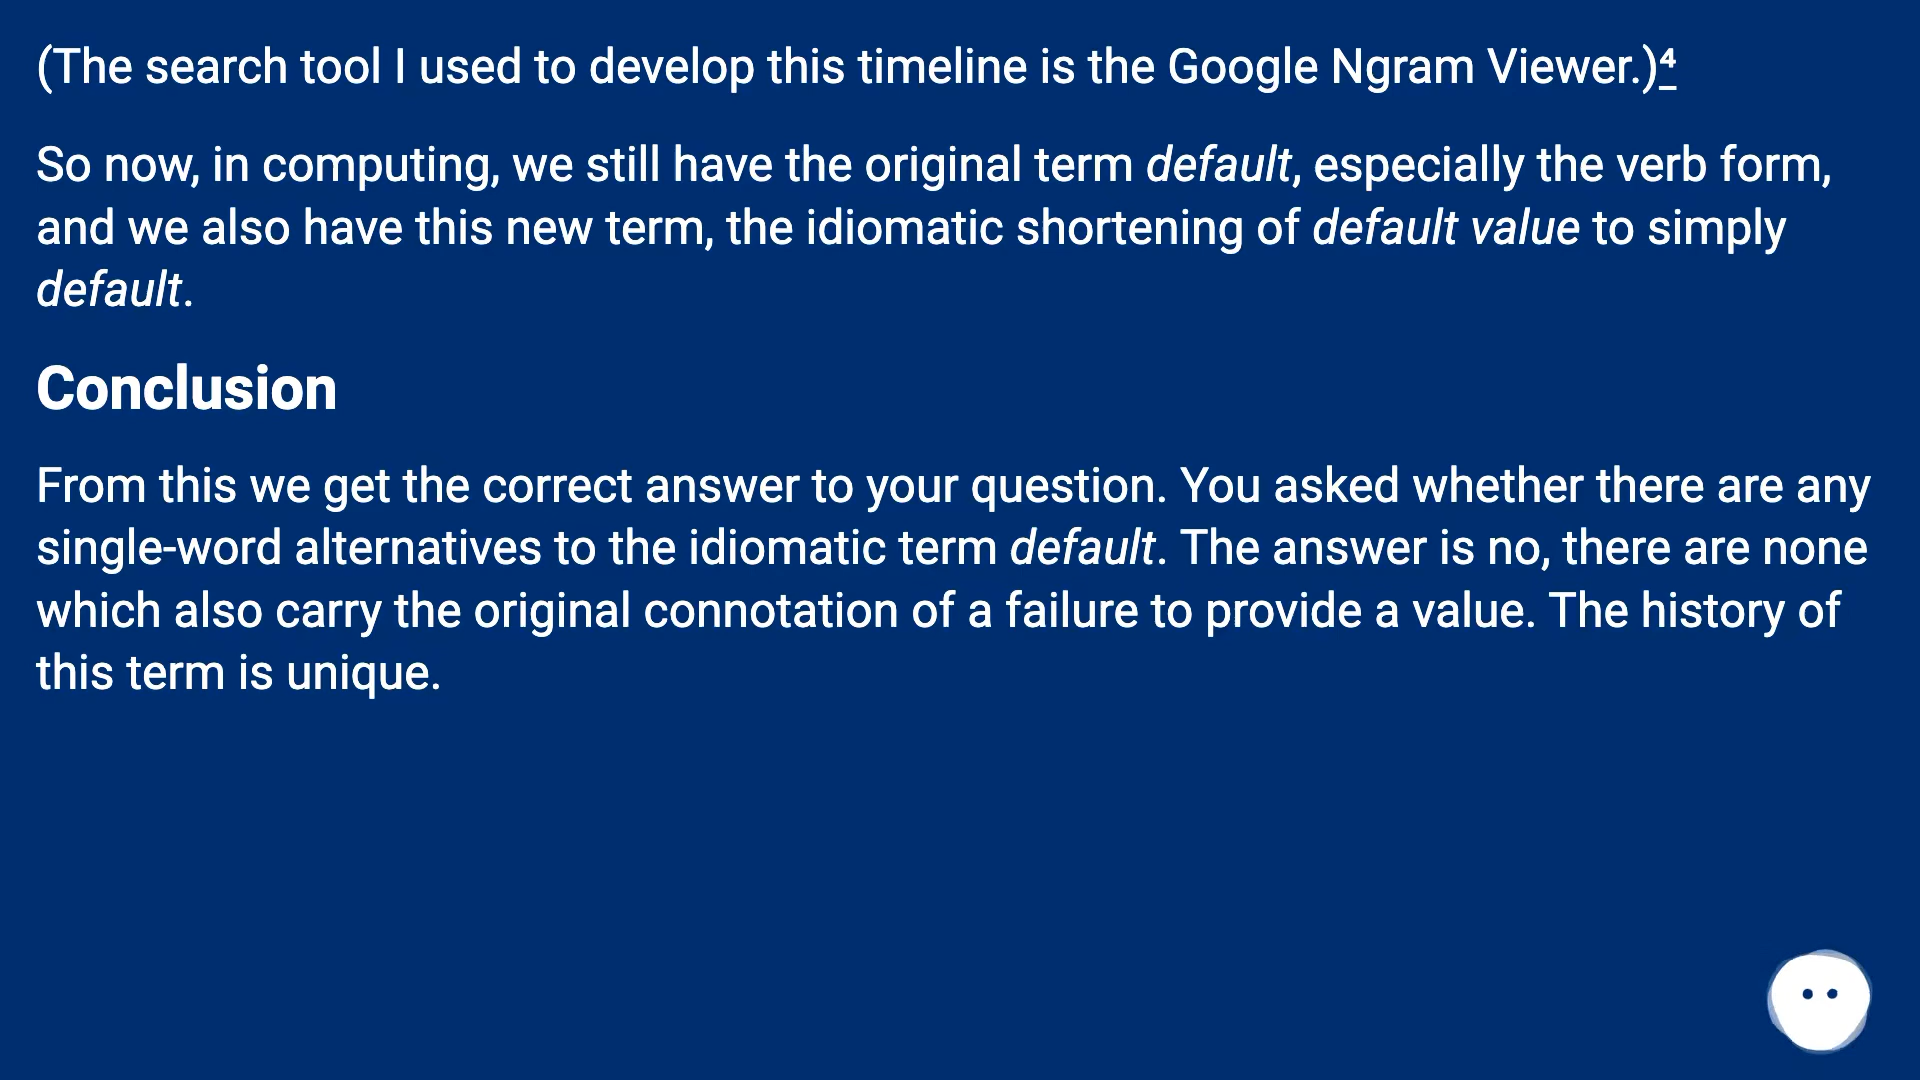 (The search tool I used to develop this timeline is the Google Ngram Viewer.)⁴
So now, in computing, we still have the original term default, especially the verb form,
and we also have this new term, the idiomatic shortening of default value to simply
default.
Conclusion
From this we get the correct answer to your question. You asked whether there are any
single-word alternatives to the idiomatic term default. The answer is no, there are none
which also carry the original connotation of a failure to provide a value. The history of
this term is unique.